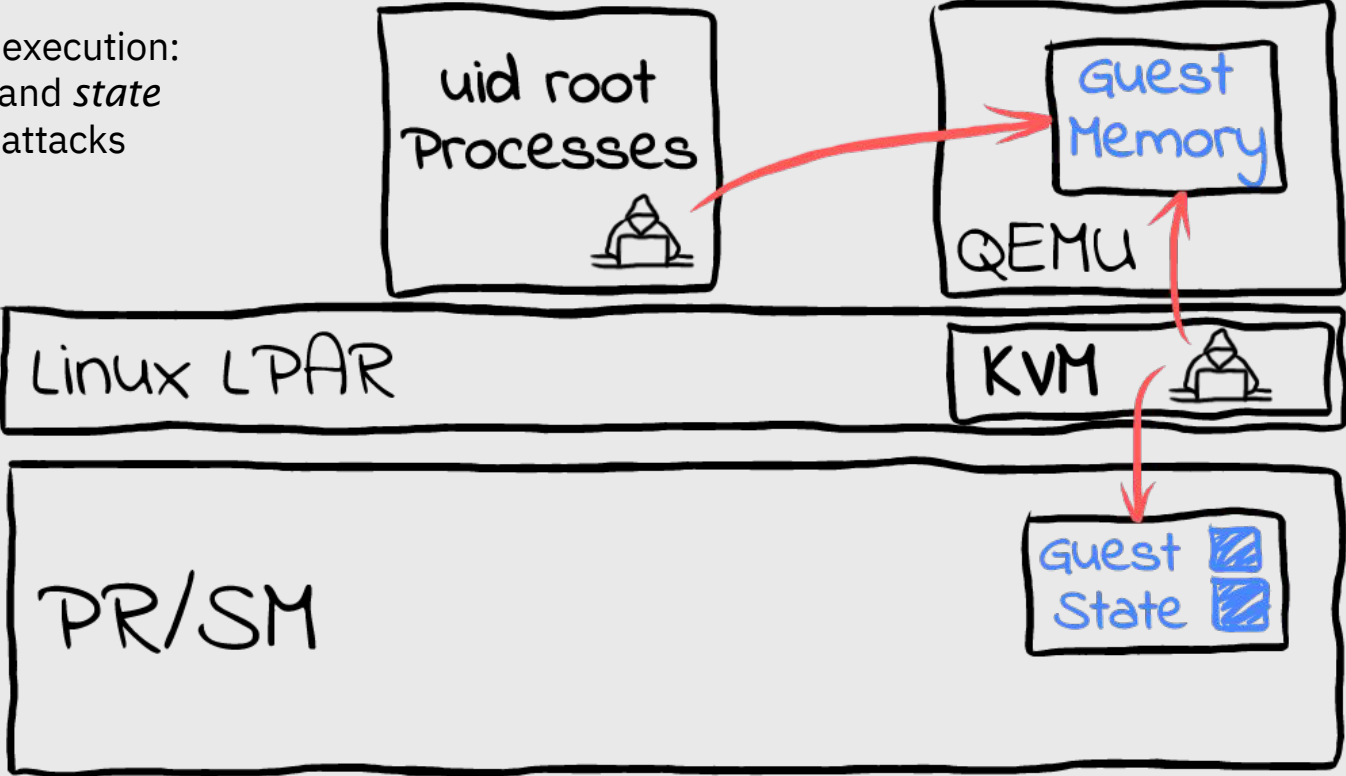 execution:
and state
attacks
uid root
Processes
Guest
Memory
QEMU
Linux LPAR
KVM
PR/SM
Guest
State